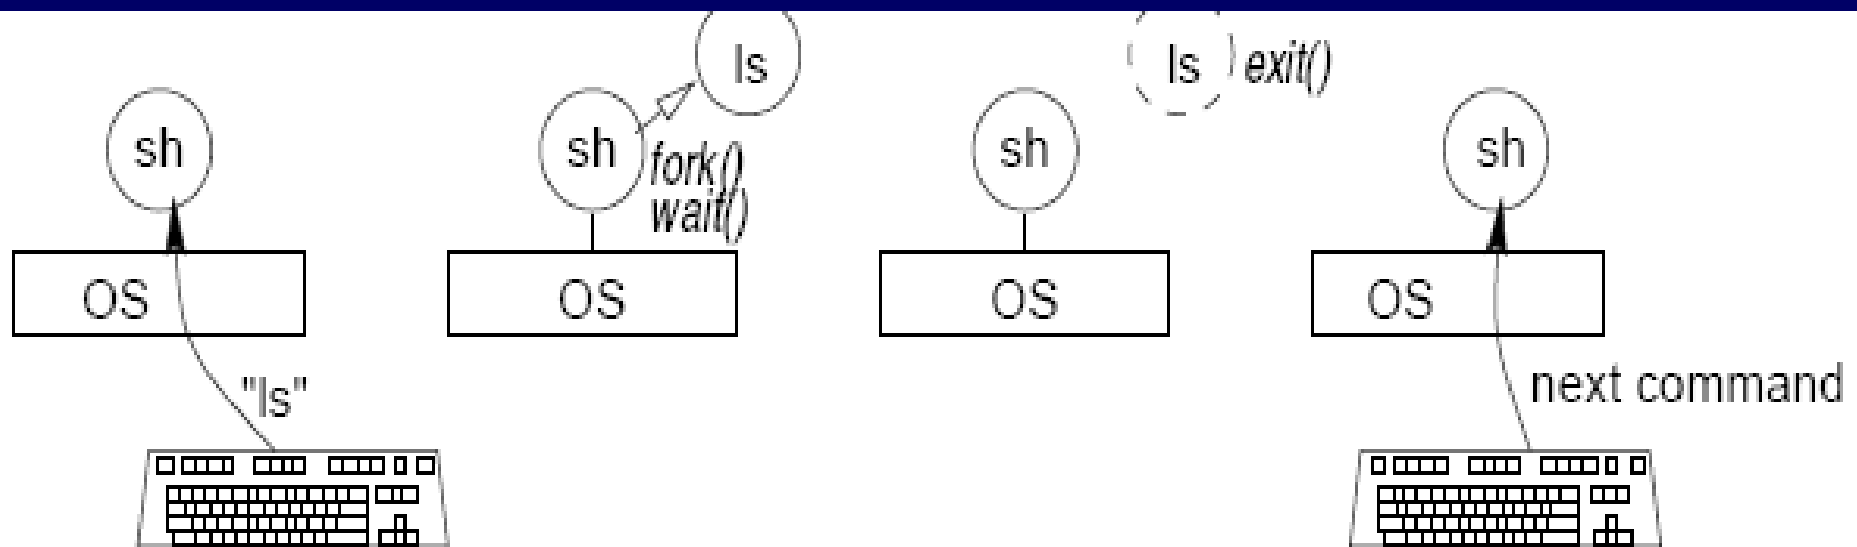 sh
OS
"ls"
ls
sh
fork()
wait()
OS
ls
exit()
sh
OS
sh
OS
next command